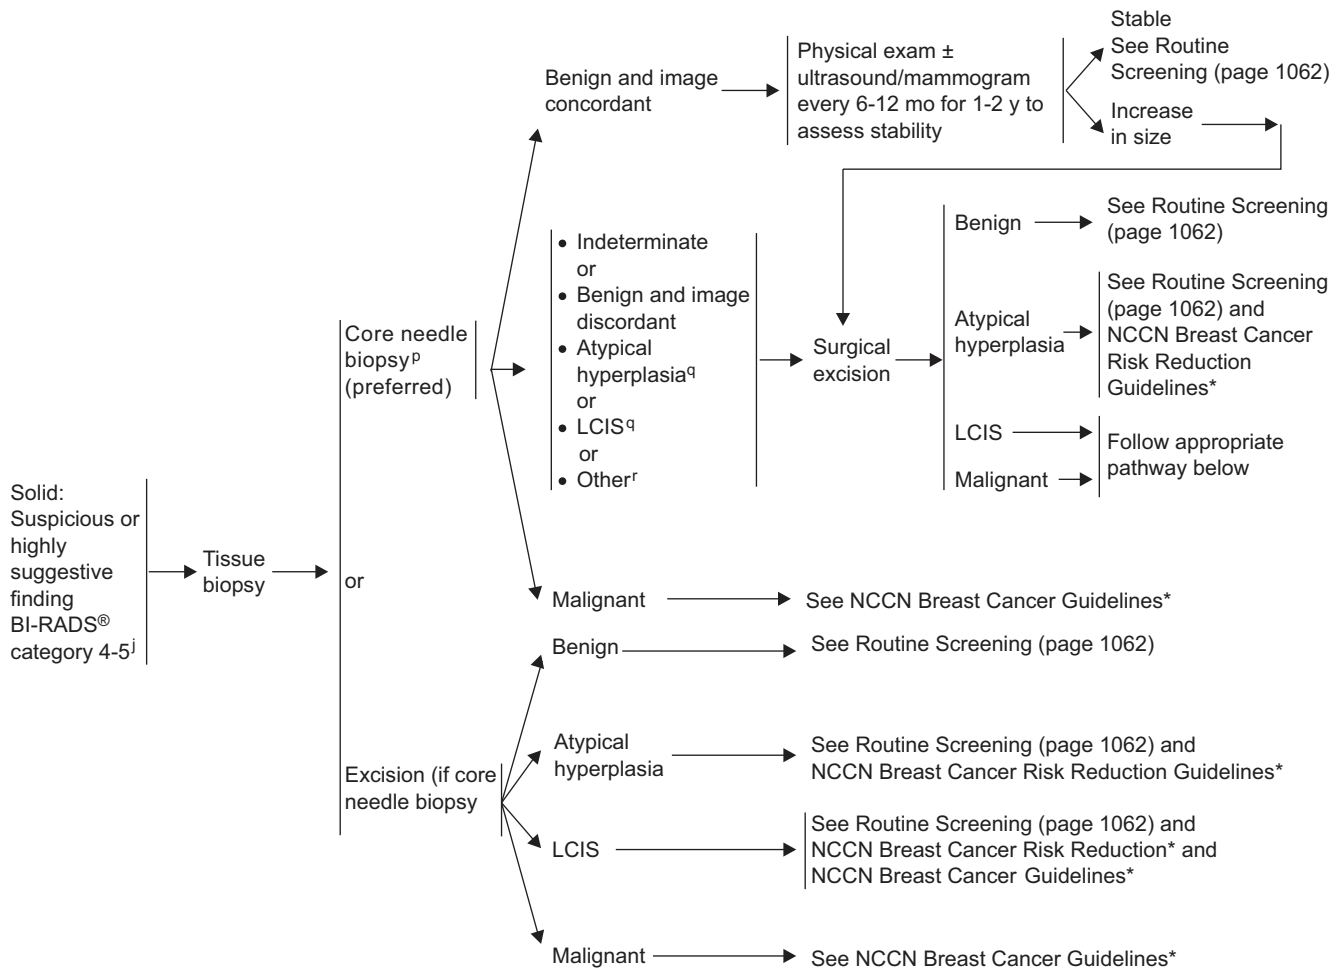 Solid:
Suspicious or
highly
suggestive
finding
BI-RADS®
category 4-5j
Tissue
biopsy
Core needle
biopsyp
(preferred)
or
Excision (if core
needle biopsy
Benign and image
concordant
Physical exam ±
ultrasound/mammogram
every 6-12 mo for 1-2 y to
assess stability
Stable
See Routine
Screening (page 1062)
Increase
in size
• Indeterminate
or
• Benign and image
discordant
• Atypical
hyperplasiaq
or
• LCISq
or
• Otherr
Surgical
excision
Benign
See Routine Screening
(page 1062)
Atypical
hyperplasia
See Routine Screening
(page 1062) and
NCCN Breast Cancer
Risk Reduction
Guidelines*
LCIS
Malignant
Follow appropriate
pathway below
Malignant
See NCCN Breast Cancer Guidelines*
Benign
See Routine Screening (page 1062)
Atypical
hyperplasia
See Routine Screening (page 1062) and
NCCN Breast Cancer Risk Reduction Guidelines*
LCIS
See Routine Screening (page 1062) and
NCCN Breast Cancer Risk Reduction* and
NCCN Breast Cancer Guidelines*
Malignant
See NCCN Breast Cancer Guidelines*